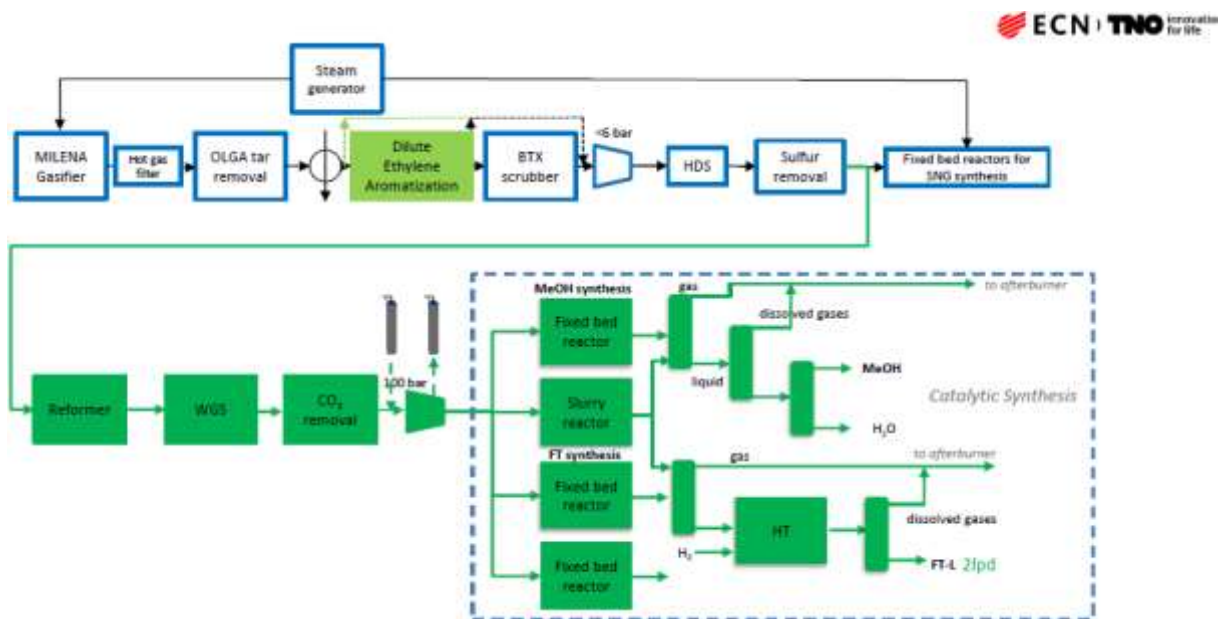 ECN › TNO innovation for life
Steam
generator
<6 bar
MILENA
Gasifier
Hot gas
filter
OLGA tar
removal
Dilute
Ethylene
Aromatization
BTX
scrubber
HDS
Sulfur
removal
Fixed bed reactors for
SNG synthesis
MeOH synthesis
gas
to afterburner
Fixed bed
reactor
dissolved gases
100 bar
liquid
MeOH
Reformer
WGS
CO₂
removal
Slurry
reactor
Catalytic Synthesis
H₂O
FT synthesis
gas
to afterburner
Fixed bed
reactor
HT
dissolved gases
H₂
FT-L 2lpd
Fixed bed
reactor